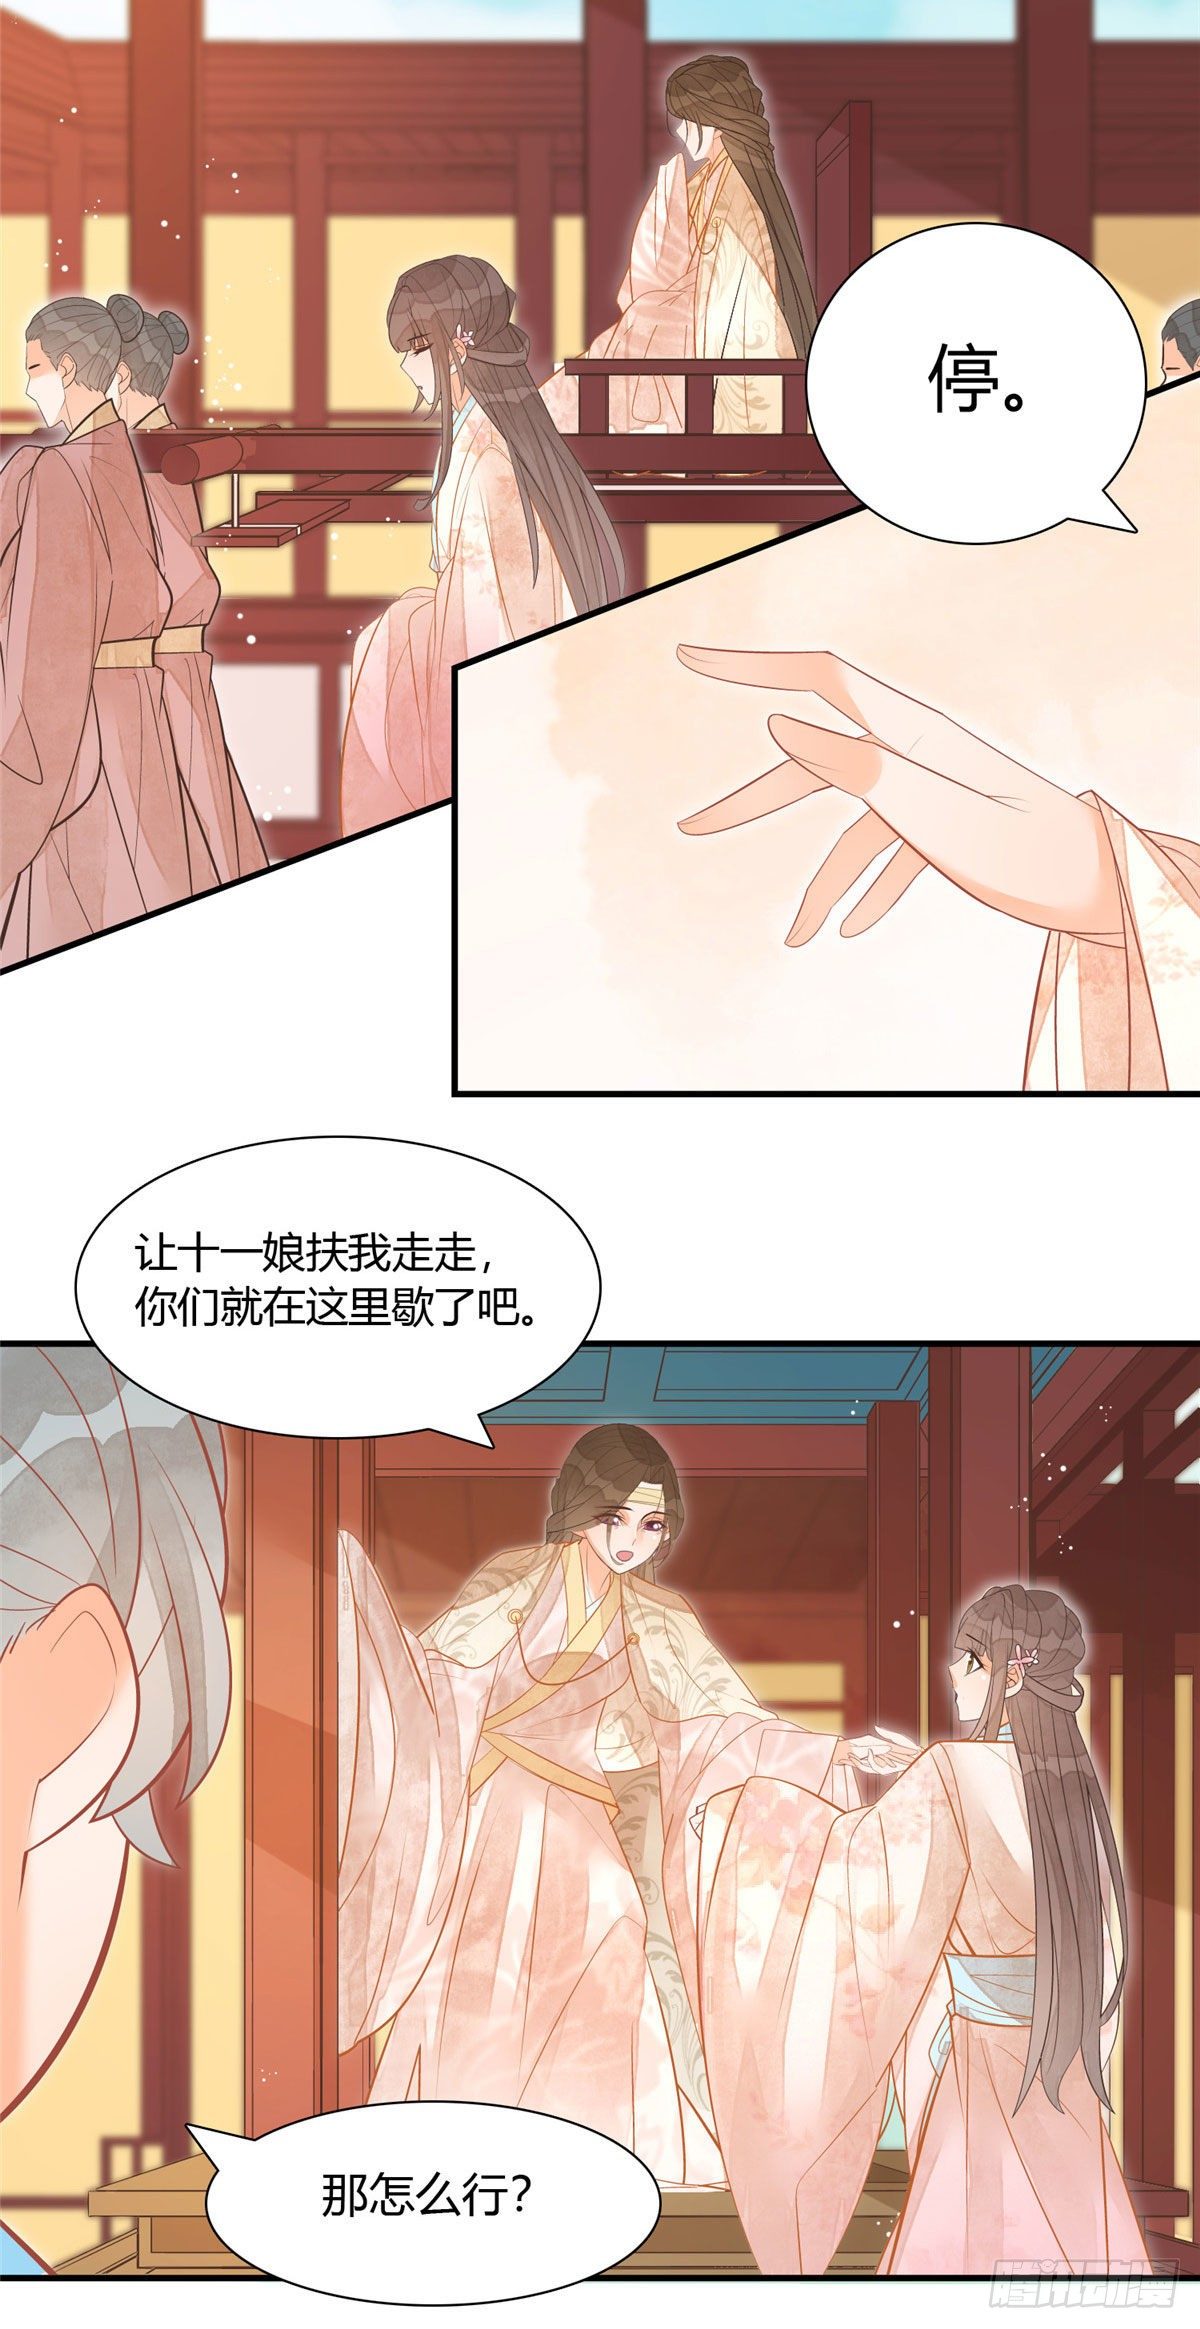 停。
让十一娘扶我走走，
你们就在这里歇了吧。
那怎么行？
腾讯动漫